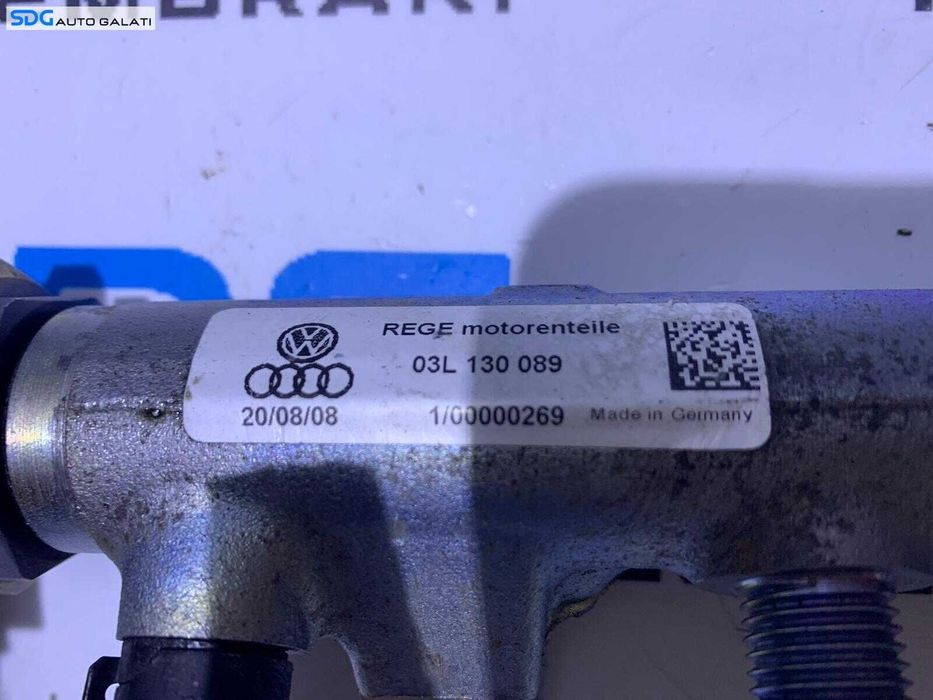 SDG AUTO GALATI
REGE motorenteile
03L 130 089
20/08/08 1/00000269 Made in Germany